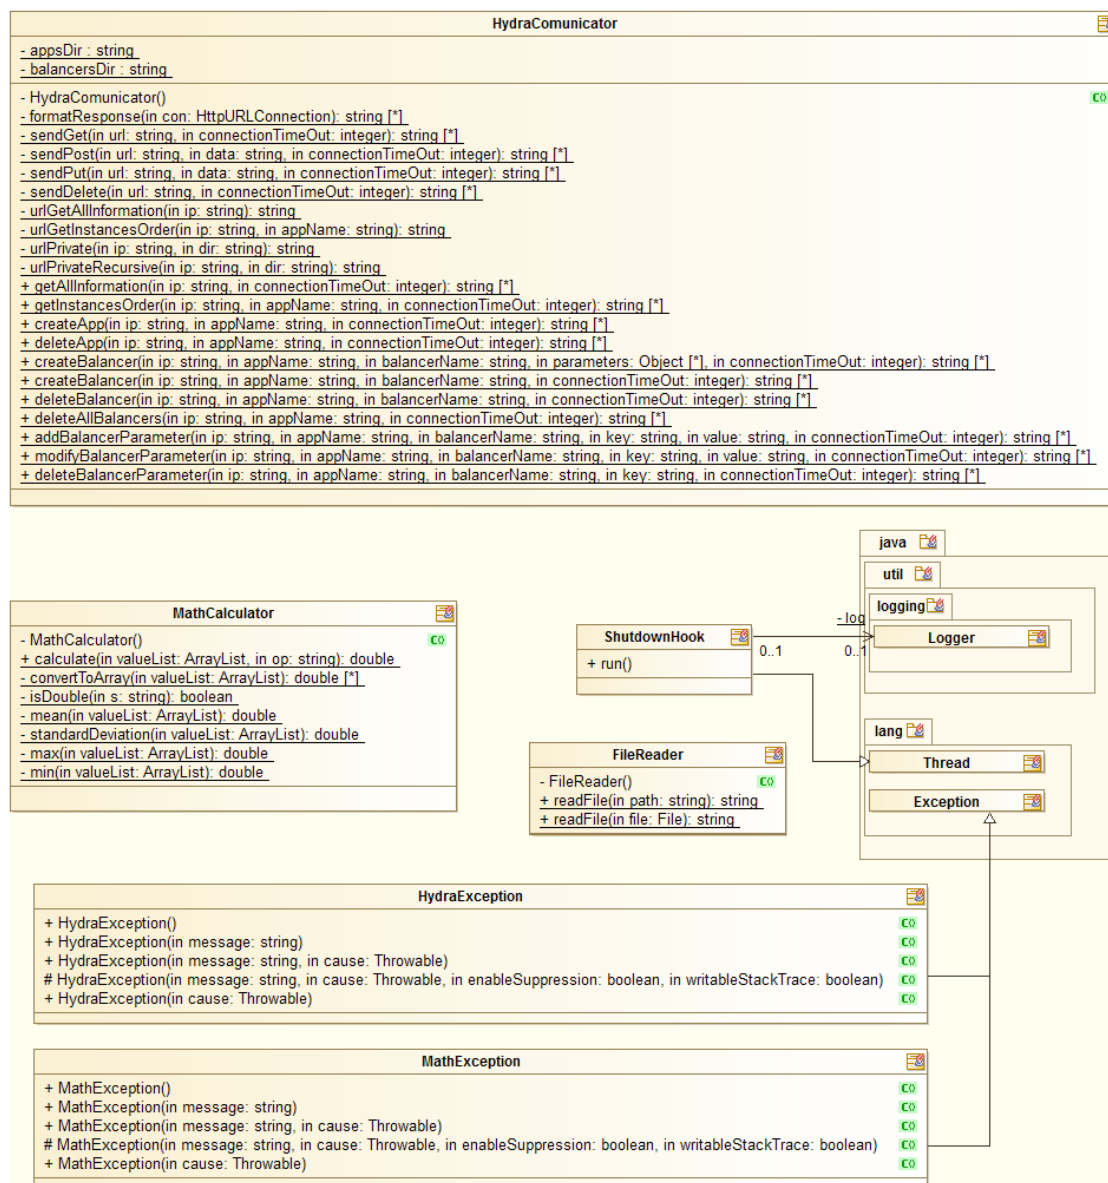 HydraComunicator
- appsDir : string
- balancersDir : string
- HydraComunicator()
- formatResponse(in con: HttpURLConnection): string [*]
- sendGet(in url: string, in connectionTimeOut: integer): string [*]
- sendPost(in url: string, in data: string, in connectionTimeOut: integer): string [*]
- sendPut(in url: string, in data: string, in connectionTimeOut: integer): string [*]
- sendDelete(in url: string, in connectionTimeOut: integer): string [*]
- urlGetAllInformation(in ip: string): string
- urlGetInstancesOrder(in ip: string, in appName: string): string
- urlPrivate(in ip: string, in dir: string): string
- urlPrivateRecursive(in ip: string, in dir: string): string
+ getAllInformation(in ip: string, in connectionTimeOut: integer): string [*]
+ getInstancesOrder(in ip: string, in appName: string, in connectionTimeOut: integer): string [*]
+ createApp(in ip: string, in appName: string, in connectionTimeOut: integer): string [*]
+ deleteApp(in ip: string, in appName: string, in connectionTimeOut: integer): string [*]
+ createBalancer(in ip: string, in appName: string, in balancerName: string, in parameters: Object [*], in connectionTimeOut: integer): string [*]
+ createBalancer(in ip: string, in appName: string, in balancerName: string, in connectionTimeOut: integer): string [*]
+ deleteBalancer(in ip: string, in appName: string, in balancerName: string, in connectionTimeOut: integer): string [*]
+ deleteAllBalancers(in ip: string, in appName: string, in connectionTimeOut: integer): string [*]
+ addBalancerParameter(in ip: string, in appName: string, in balancerName: string, in key: string, in value: string, in connectionTimeOut: integer): string [*]
+ modifyBalancerParameter(in ip: string, in appName: string, in balancerName: string, in key: string, in value: string, in connectionTimeOut: integer): string [*]
+ deleteBalancerParameter(in ip: string, in appName: string, in balancerName: string, in key: string, in connectionTimeOut: integer): string [*]
java
util
logging
Logger
MathCalculator
- MathCalculator()
+ calculate(in valueList: ArrayList, in op: string): double
- convertToArray(in valueList: ArrayList): double [*]
- isDouble(in s: string): boolean
- mean(in valueList: ArrayList): double
- standardDeviation(in valueList: ArrayList): double
- max(in valueList: ArrayList): double
- min(in valueList: ArrayList): double
ShutdownHook
+ run()
- log
0..1
0..1
lang
Thread
Exception
FileReader
- FileReader()
+ readFile(in path: string): string
+ readFile(in file: File): string
HydraException
+ HydraException()
+ HydraException(in message: string)
+ HydraException(in message: string, in cause: Throwable)
# HydraException(in message: string, in cause: Throwable, in enableSuppression: boolean, in writableStackTrace: boolean)
+ HydraException(in cause: Throwable)
MathException
+ MathException()
+ MathException(in message: string)
+ MathException(in message: string, in cause: Throwable)
# MathException(in message: string, in cause: Throwable, in enableSuppression: boolean, in writableStackTrace: boolean)
+ MathException(in cause: Throwable)